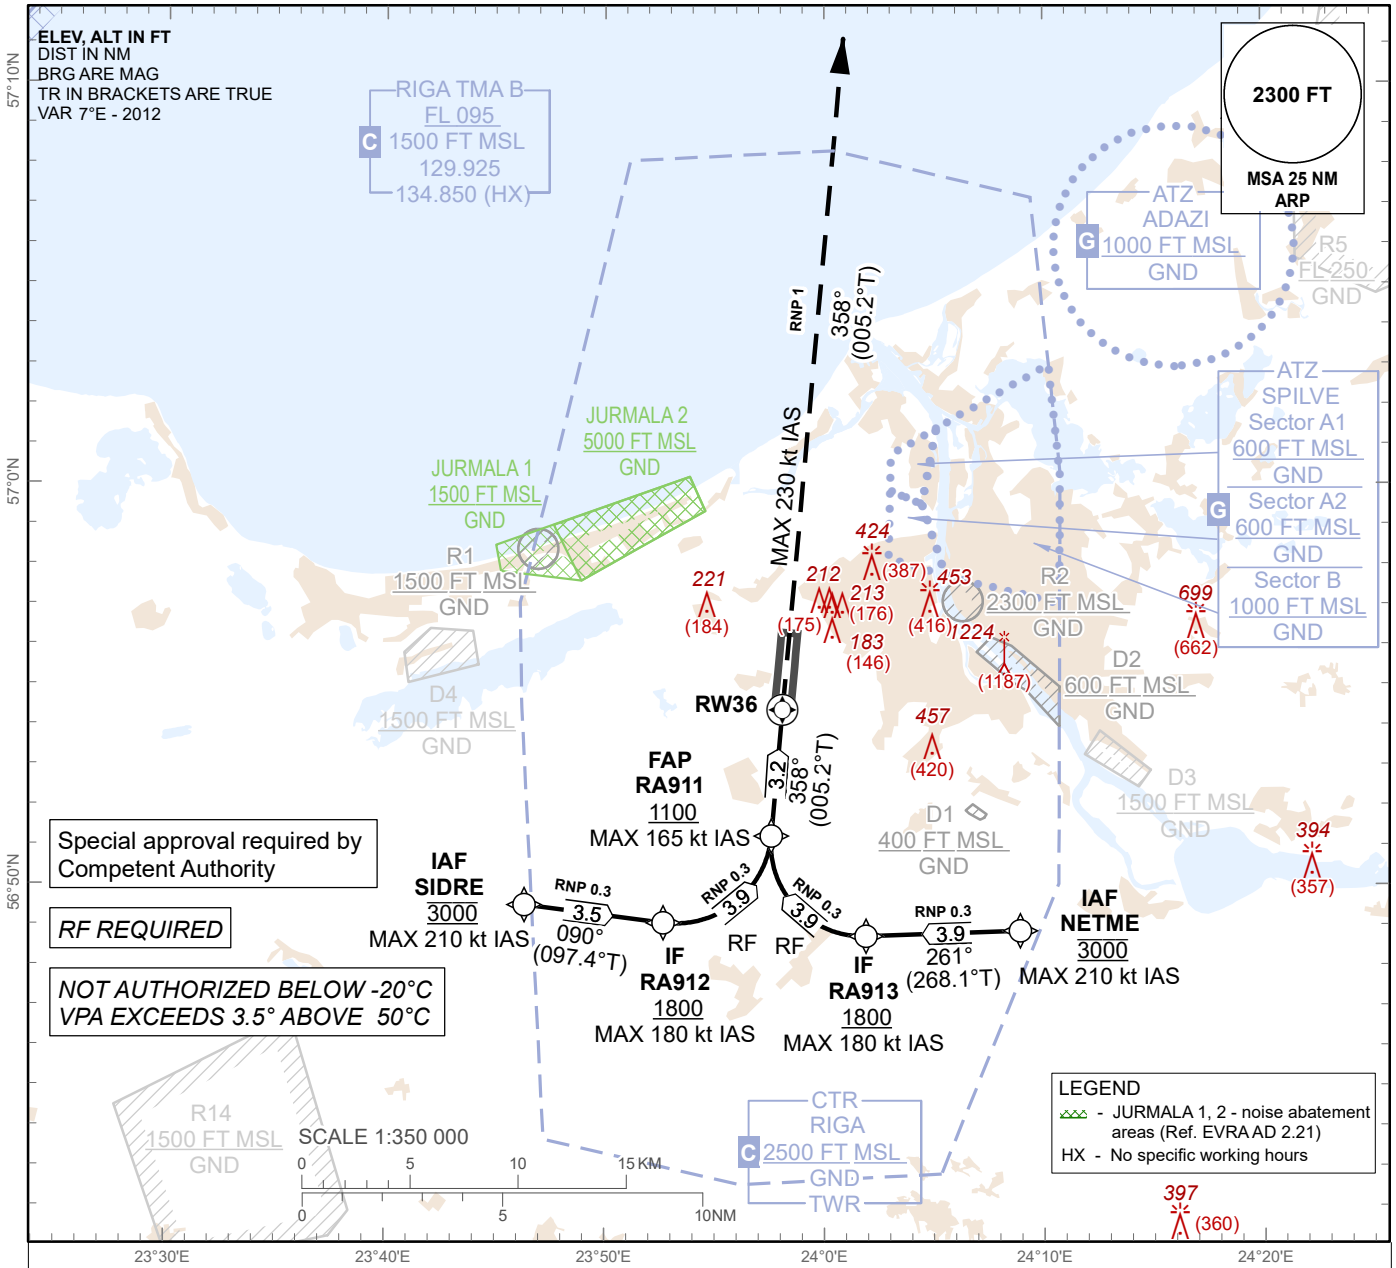 ELEV, ALT IN FT
DIST IN NM
BRG ARE MAG
TR IN BRACKETS ARE TRUE
VAR 7°E - 2012
RIGA TMA B
FL 095
C
1500 FT MSL
129.925
134.850 (HX)
2300 FT
MSA 25 NM
ARP
ATZ
ADAZI
G
1000 FT MSL
GND
R5
FL 250
GND
57°10'N
57°0'N
56°50'N
RNP 1
358°
(005.2°T)
MAX 230 kt IAS
JURMALA 2
5000 FT MSL
GND
JURMALA 1
1500 FT MSL
GND
ATZ
SPILVE
Sector A1
600 FT MSL
GND
G
Sector A2
600 FT MSL
GND
Sector B
1000 FT MSL
GND
R1
1500 FT MSL
GND
221
(184)
212
(175)
213
(176)
183
(146)
424
(387)
453
(416)
1224
(1187)
699
(662)
457
(420)
394
(357)
397
(360)
R2
2300 FT MSL
GND
D2
600 FT MSL
GND
D3
1500 FT MSL
GND
D1
400 FT MSL
GND
D4
1500 FT MSL
GND
RW36
3.2
358°
(005.2°T)
FAP
RA911
1100
MAX 165 kt IAS
Special approval required by
Competent Authority
RF REQUIRED
NOT AUTHORIZED BELOW -20°C
VPA EXCEEDS 3.5° ABOVE 50°C
IAF
SIDRE
3000
MAX 210 kt IAS
RNP 0.3
3.5
090°
(097.4°T)
RNP 0.3
3.9
RF
IF
RA912
1800
MAX 180 kt IAS
RNP 0.3
3.9
RF
IF
RA913
1800
MAX 180 kt IAS
RNP 0.3
3.9
261°
(268.1°T)
IAF
NETME
3000
MAX 210 kt IAS
R14
1500 FT MSL
GND
SCALE 1:350 000
0
5
10
15 KM
0
5
10NM
CTR
RIGA
C
2500 FT MSL
GND
TWR
LEGEND
- JURMALA 1, 2 - noise abatement
areas (Ref. EVRA AD 2.21)
HX - No specific working hours
23°30'E
23°40'E
23°50'E
24°0'E
24°10'E
24°20'E